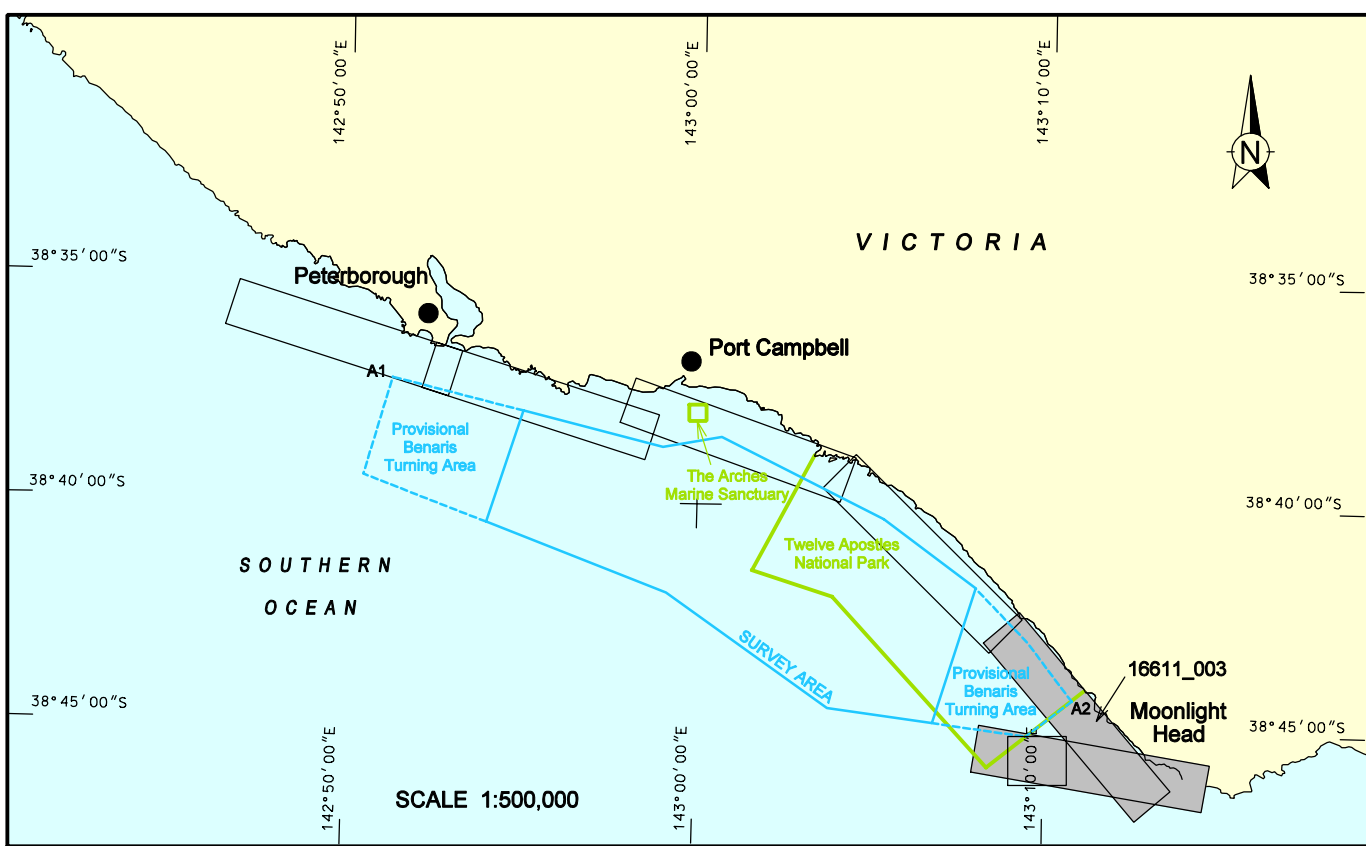 142°50'00"E
143°00'00"E
143°10'00"E
N
VICTORIA
38°35'00"S
38°35'00"S
Peterborough
Port Campbell
A1
Provisional
Benaris
Turning Area
The Arches
Marine Sanctuary
38°40'00"S
38°40'00"S
Twelve Apostles
National Park
SOUTHERN
OCEAN
SURVEY AREA
16611_003
Provisional
Benaris
Turning Area
A2
Moonlight
Head
38°45'00"S
38°45'00"S
142°50'00"E
143°00'00"E
143°10'00"E
SCALE 1:500,000